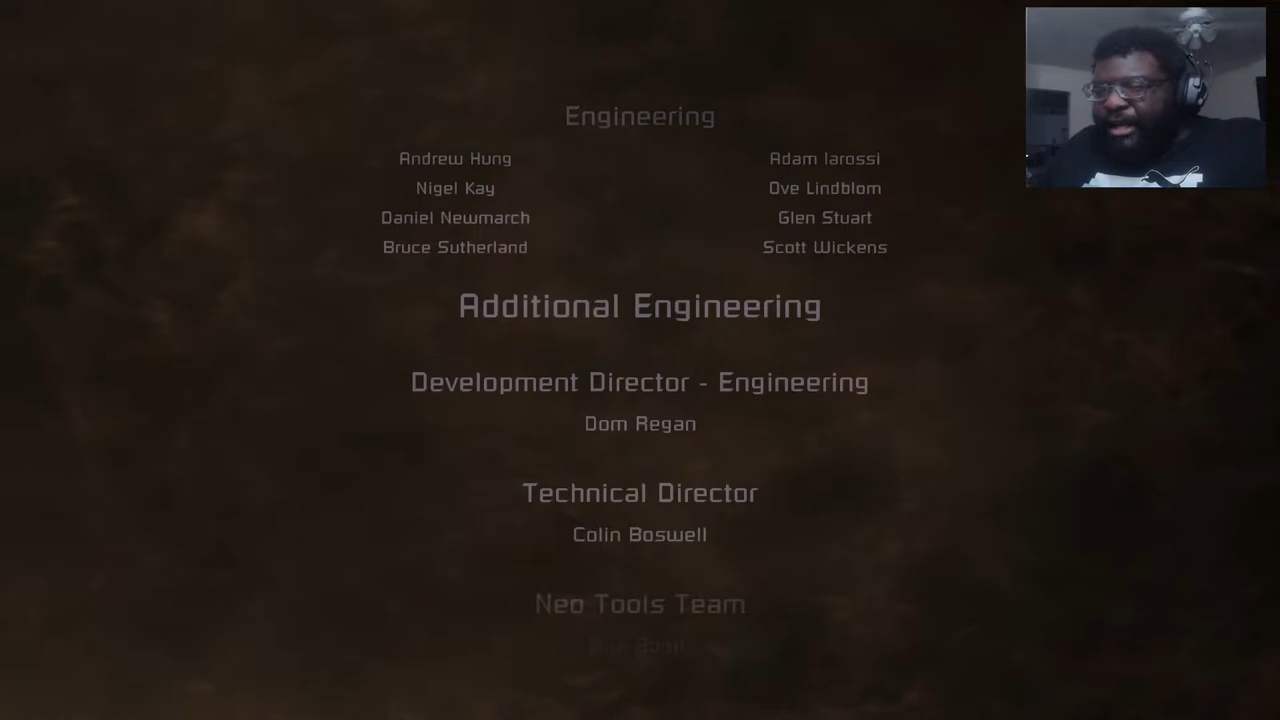 Engineering
Andrew Hung
Adam Iarossi
Nigel Kay
Ove Lindblom
Daniel Newmarch
Glen Stuart
Bruce Sutherland
Scott Wickens
Additional Engineering
Development Director - Engineering
Dom Regan
Technical Director
Colin Boswell
Neo Tools Team